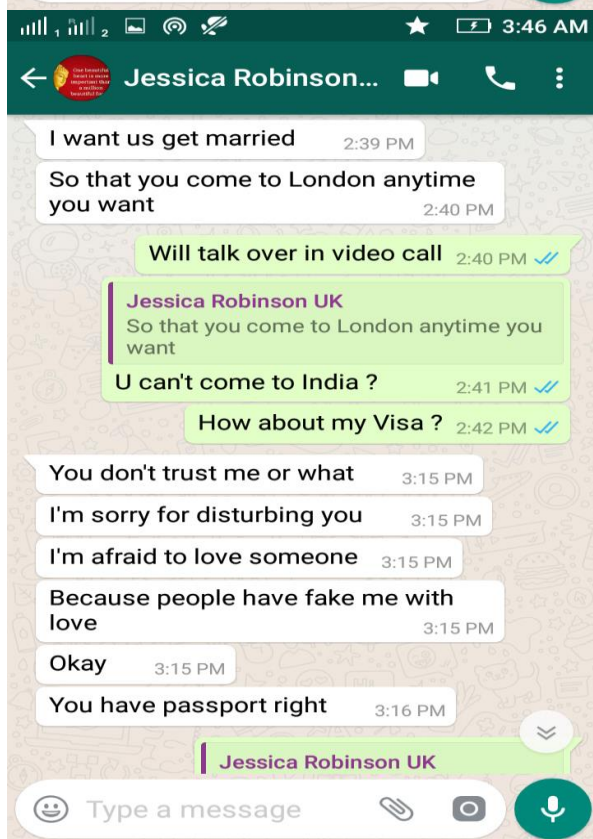 1 2 3:46 AM
Jessica Robinson...
I want us get married 2:39 PM
So that you come to London anytime
you want 2:40 PM
Will talk over in video call 2:40 PM
Jessica Robinson UK
So that you come to London anytime you
want
U can't come to India ? 2:41 PM
How about my Visa ? 2:42 PM
You don't trust me or what 3:15 PM
I'm sorry for disturbing you 3:15 PM
I'm afraid to love someone 3:15 PM
Because people have fake me with
love 3:15 PM
Okay 3:15 PM
You have passport right 3:16 PM
Jessica Robinson UK
Type a message